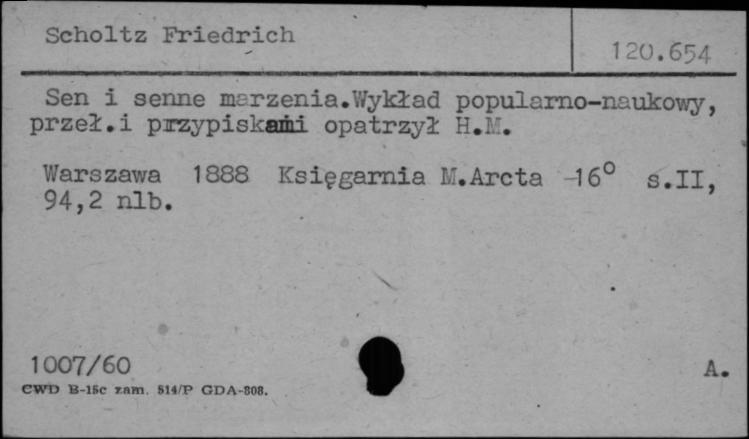 Scholtz Friedrich
120.654
Sen i senne marzenia.Wykład popularno-naukowy,
przeł.i przypiskami opatrzył H.M.
Warszawa 1888 Księgarnia M.Arcta -16° s.II,
94,2 nlb.
1007/60
A.
CWD B-15c zam. 514/P GDA-808.